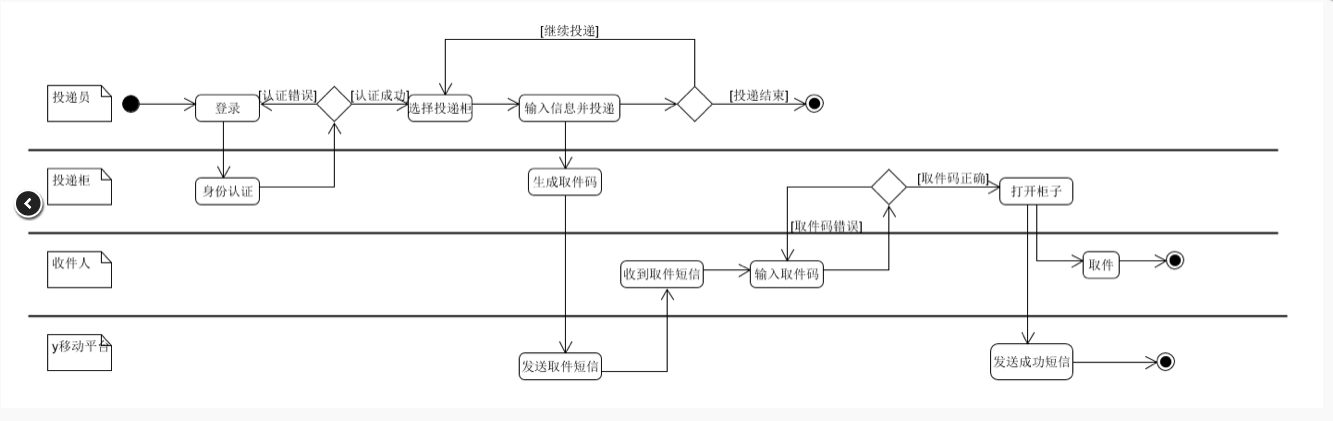 [继续投递]
投递员
登录
[认证错误]
[认证成功]
选择投递柜
输入信息并投递
[投递结束]
投递柜
身份认证
生成取件码
[取件码正确]
打开柜子
[取件码错误]
收件人
收到取件短信
输入取件码
取件
y移动平台
发送取件短信
发送成功短信